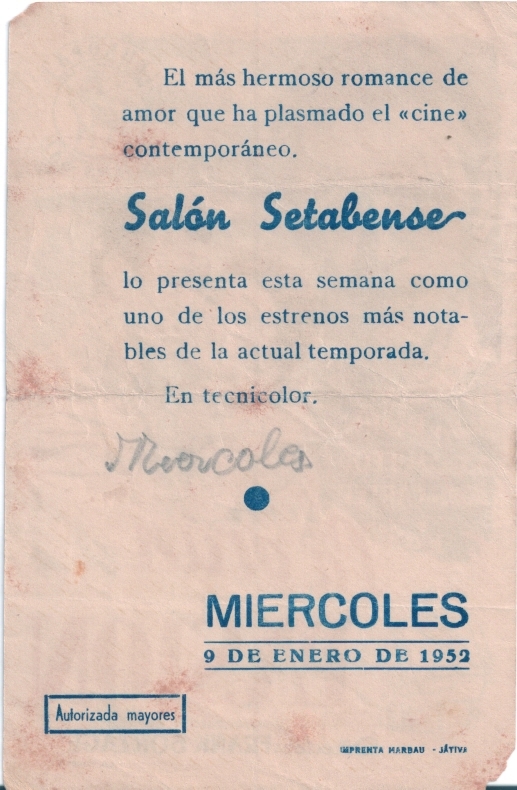 El más hermoso romance de
amor que ha plasmado el «cine»
contemporáneo.
Salón Setabense
lo presenta esta semana como
uno de los estrenos más nota-
bles de la actual temporada.
En tecnicolor.
Miercoles
MIERCOLES
9 DE ENERO DE 1952
Autorizada mayores
IMPRENTA MARBAU - JÁTIVA